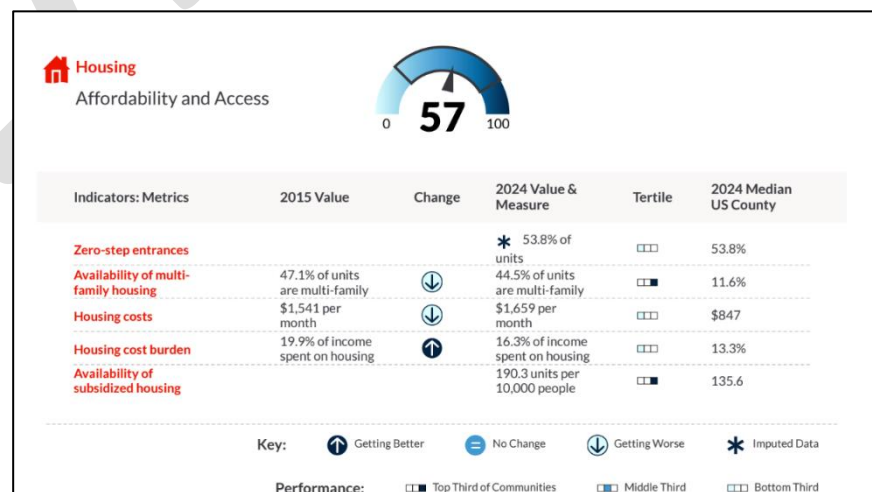 Housing
Affordability and Access
0 57 100
Indicators: Metrics 2015 Value Change 2024 Value & Measure Tertile 2024 Median US County
Zero-step entrances 53.8% of units 53.8%
Availability of multi-family housing 47.1% of units are multi-family 44.5% of units are multi-family 11.6%
Housing costs $1,541 per month $1,659 per month $847
Housing cost burden 19.9% of income spent on housing 16.3% of income spent on housing 13.3%
Availability of subsidized housing 190.3 units per 10,000 people 135.6
Key: Getting Better No Change Getting Worse Imputed Data
Performance: Top Third of Communities Middle Third Bottom Third